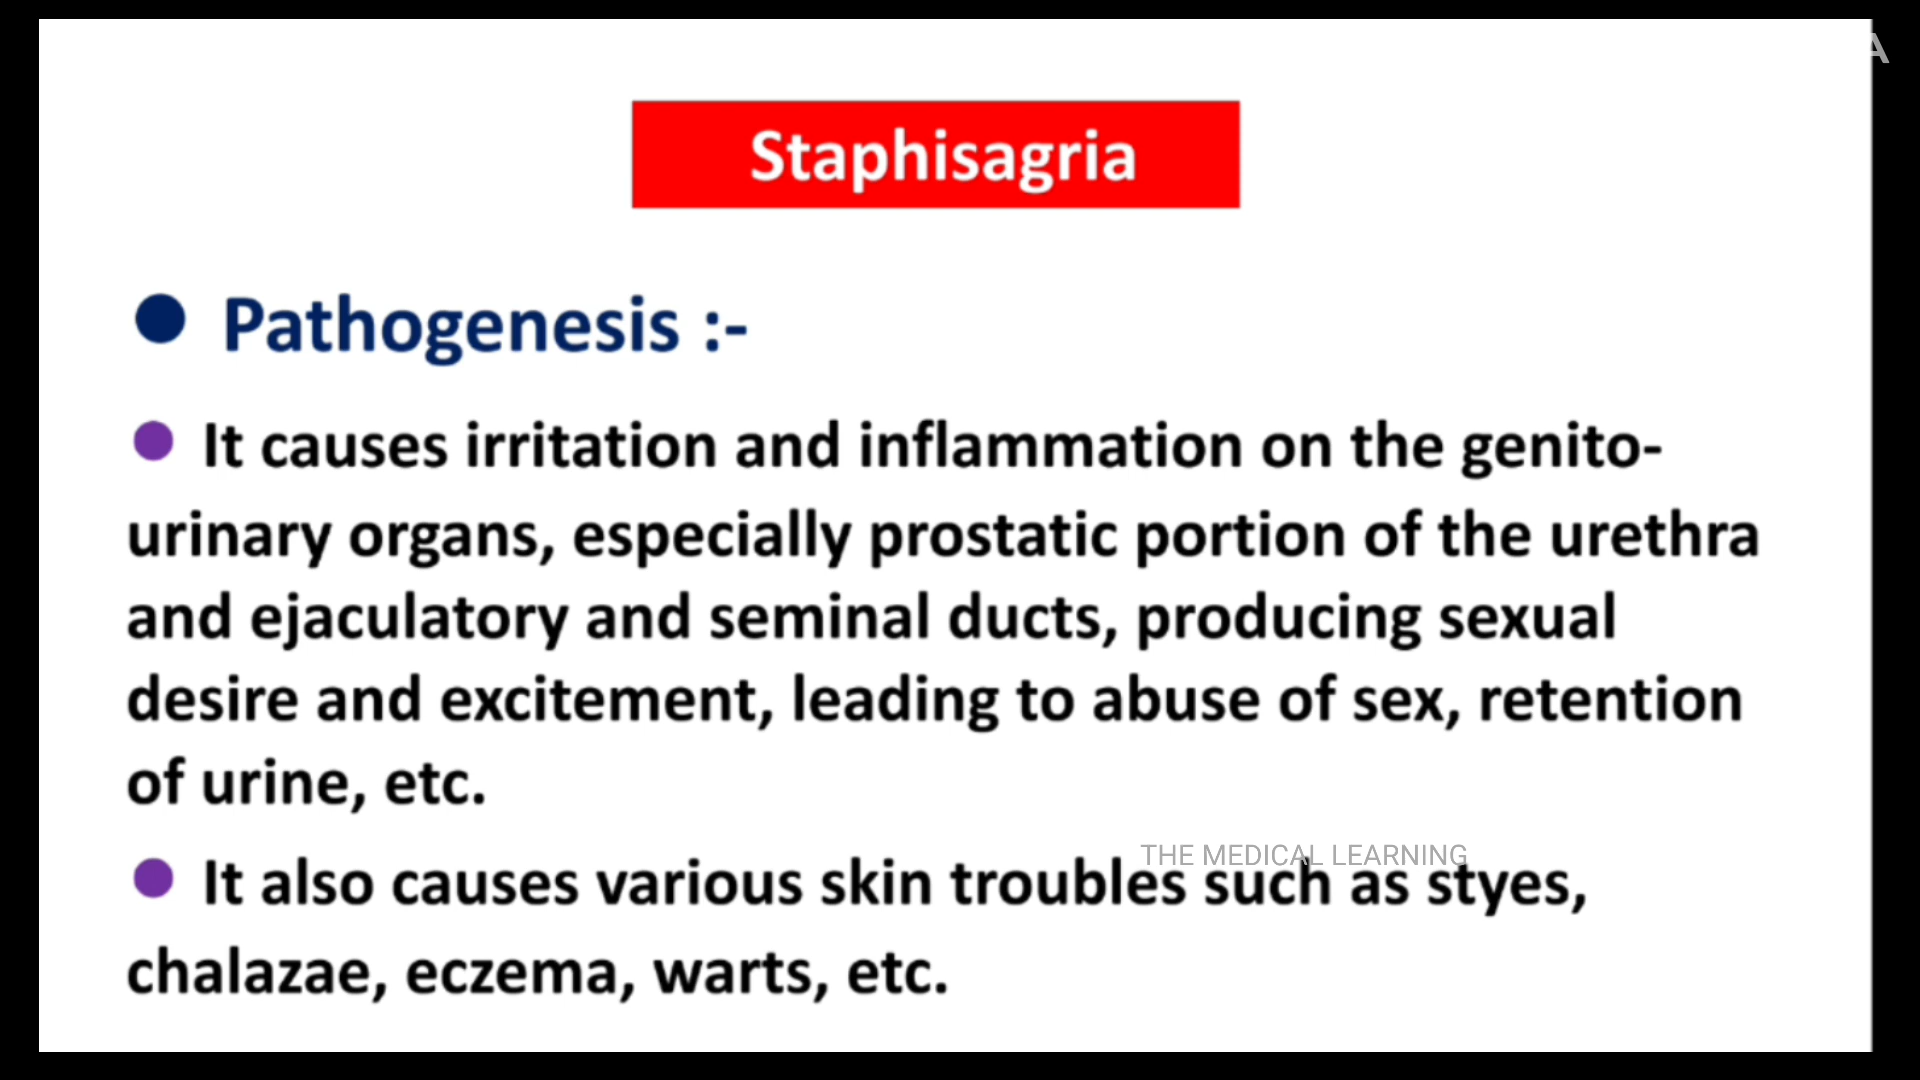 A
Staphisagria
Pathogenesis :-
It causes irritation and inflammation on the genito-
urinary organs, especially prostatic portion of the urethra
and ejaculatory and seminal ducts, producing sexual
desire and excitement, leading to abuse of sex, retention
of urine, etc.
THE MEDICAL LEARNING
It also causes various skin troubles such as styes,
chalazae, eczema, warts, etc.